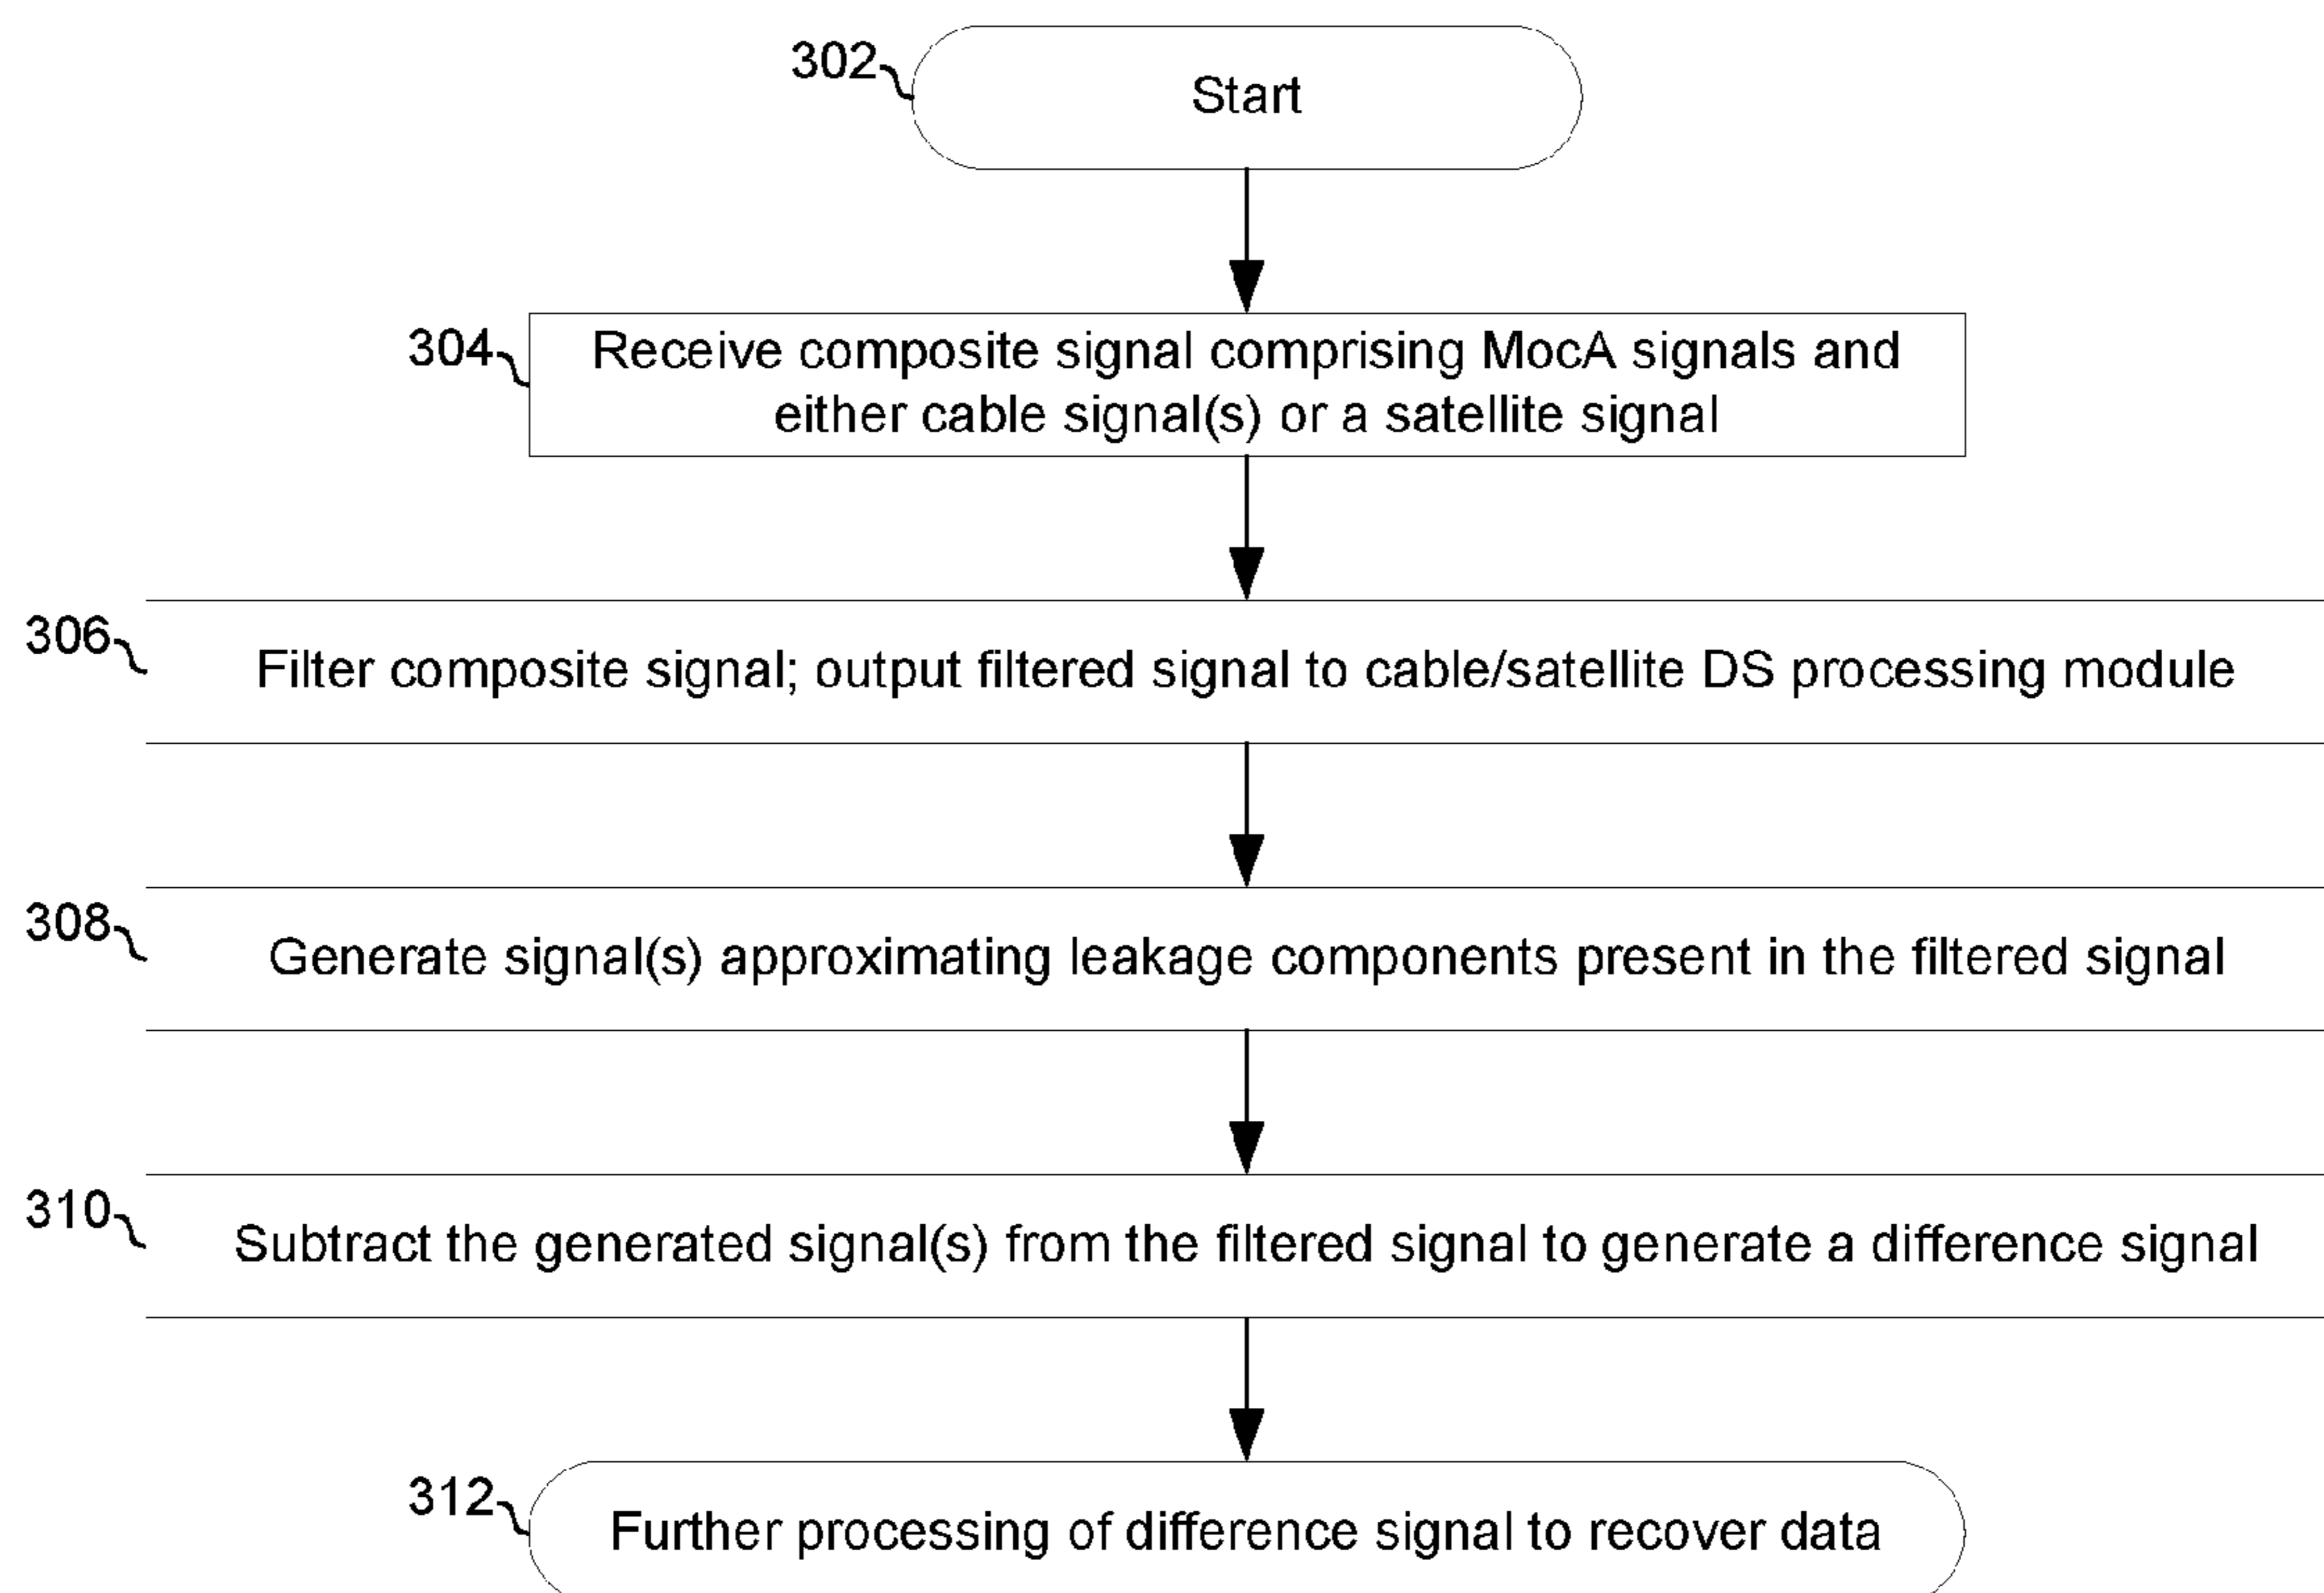 302
Start
304
Receive composite signal comprising MocA signals and
either cable signal(s) or a satellite signal
306
Filter composite signal; output filtered signal to cable/satellite DS processing module
308
Generate signal(s) approximating leakage components present in the filtered signal
310
Subtract the generated signal(s) from the filtered signal to generate a difference signal
312
Further processing of difference signal to recover data